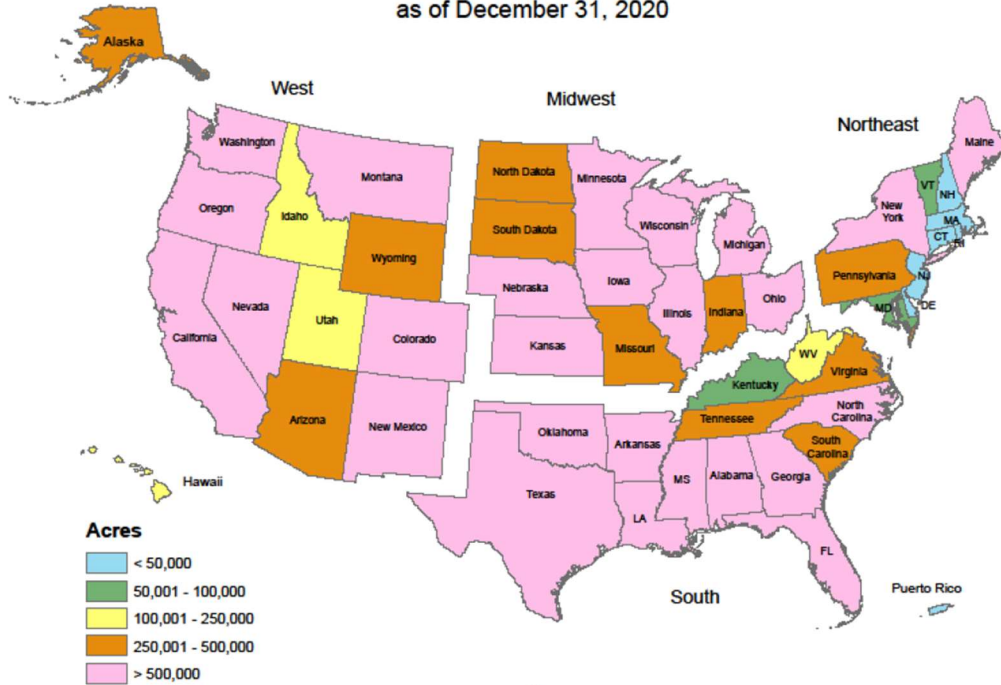 as of December 31, 2020
Alaska
West
Midwest
Northeast
Washington
Montana
Oregon
Idaho
Wyoming
Nevada
Utah
California
Colorado
Arizona
New Mexico
Hawaii
North Dakota
Minnesota
South Dakota
Wisconsin
Michigan
Nebraska
Iowa
Illinois
Indiana
Ohio
Kansas
Missouri
Maine
VT
NH
New
York
MA
CT
RI
Pennsylvania
NJ
MD
DE
WV
Kentucky
Virginia
Tennessee
North
Carolina
South
Carolina
Oklahoma
Arkansas
Texas
LA
MS
Alabama
Georgia
FL
South
Puerto Rico
Acres
< 50,000
50,001 - 100,000
100,001 - 250,000
250,001 - 500,000
> 500,000